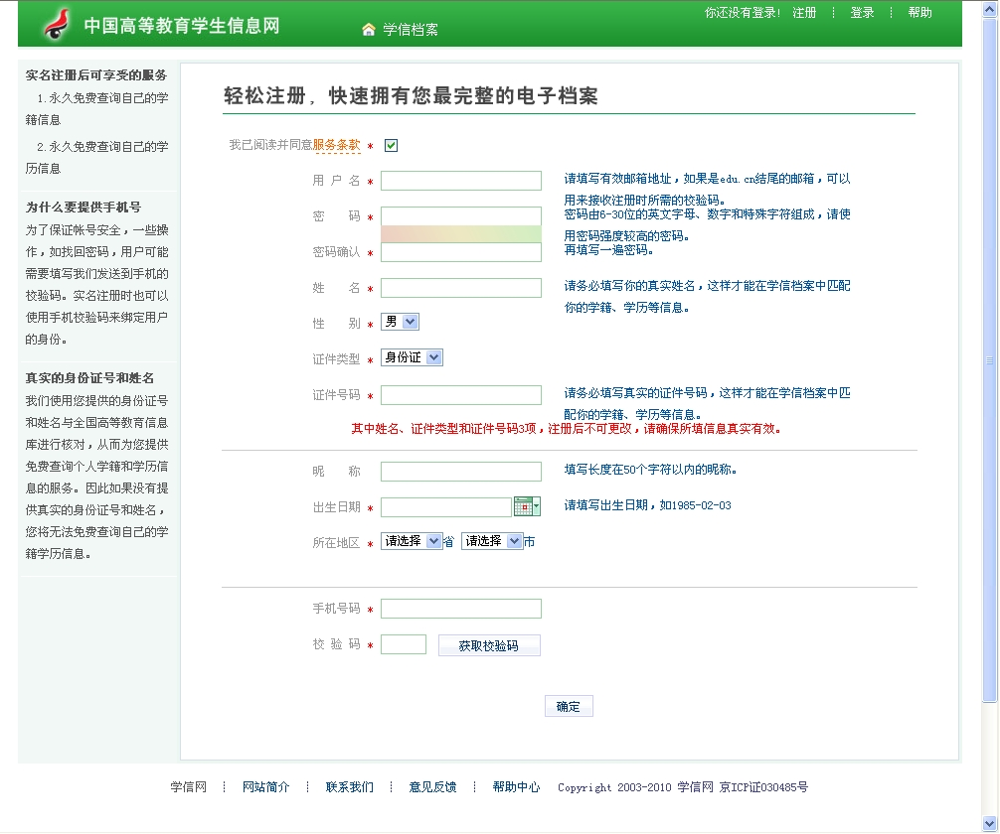 中国高等教育学生信息网
学信档案
你还没有登录! 注册 ┊ 登录 ┊ 帮助
实名注册后可享受的服务
1.永久免费查询自己的学
籍信息
2.永久免费查询自己的学
历信息
为什么要提供手机号
为了保证帐号安全，一些操
作，如找回密码，用户可能
需要填写我们发送到手机的
校验码。实名注册时也可以
使用手机校验码来绑定用户
的身份。
真实的身份证号和姓名
我们使用您提供的身份证号
和姓名与全国高等教育信息
库进行核对，从而为您提供
免费查询个人学籍和学历信
息的服务。因此如果没有提
供真实的身份证号和姓名，
您将无法免费查询自己的学
籍学历信息。
轻松注册，快速拥有您最完整的电子档案
我已阅读并同意服务条款 *
用 户 名 *
请填写有效邮箱地址，如果是edu.cn结尾的邮箱，可以
用来接收注册时所需的校验码。
密 码 *
密码由6-30位的英文字母、数字和特殊字符组成，请使
用密码强度较高的密码。
密码确认 *
再填写一遍密码。
姓 名 *
请务必填写你的真实姓名，这样才能在学信档案中匹配
你的学籍、学历等信息。
性 别 * 男
证件类型 * 身份证
证件号码 *
请务必填写真实的证件号码，这样才能在学信档案中匹
配你的学籍、学历等信息。
其中姓名、证件类型和证件号码3项，注册后不可更改，请确保所填信息真实有效。
昵 称
填写长度在50个字符以内的昵称。
出生日期 *
请填写出生日期，如1985-02-03
所在地区 * 请选择 省 请选择 市
手机号码 *
校 验 码 * 获取校验码
确定
学信网 ┊ 网站简介 ┊ 联系我们 ┊ 意见反馈 ┊ 帮助中心 Copyright 2003-2010 学信网 京ICP证030485号